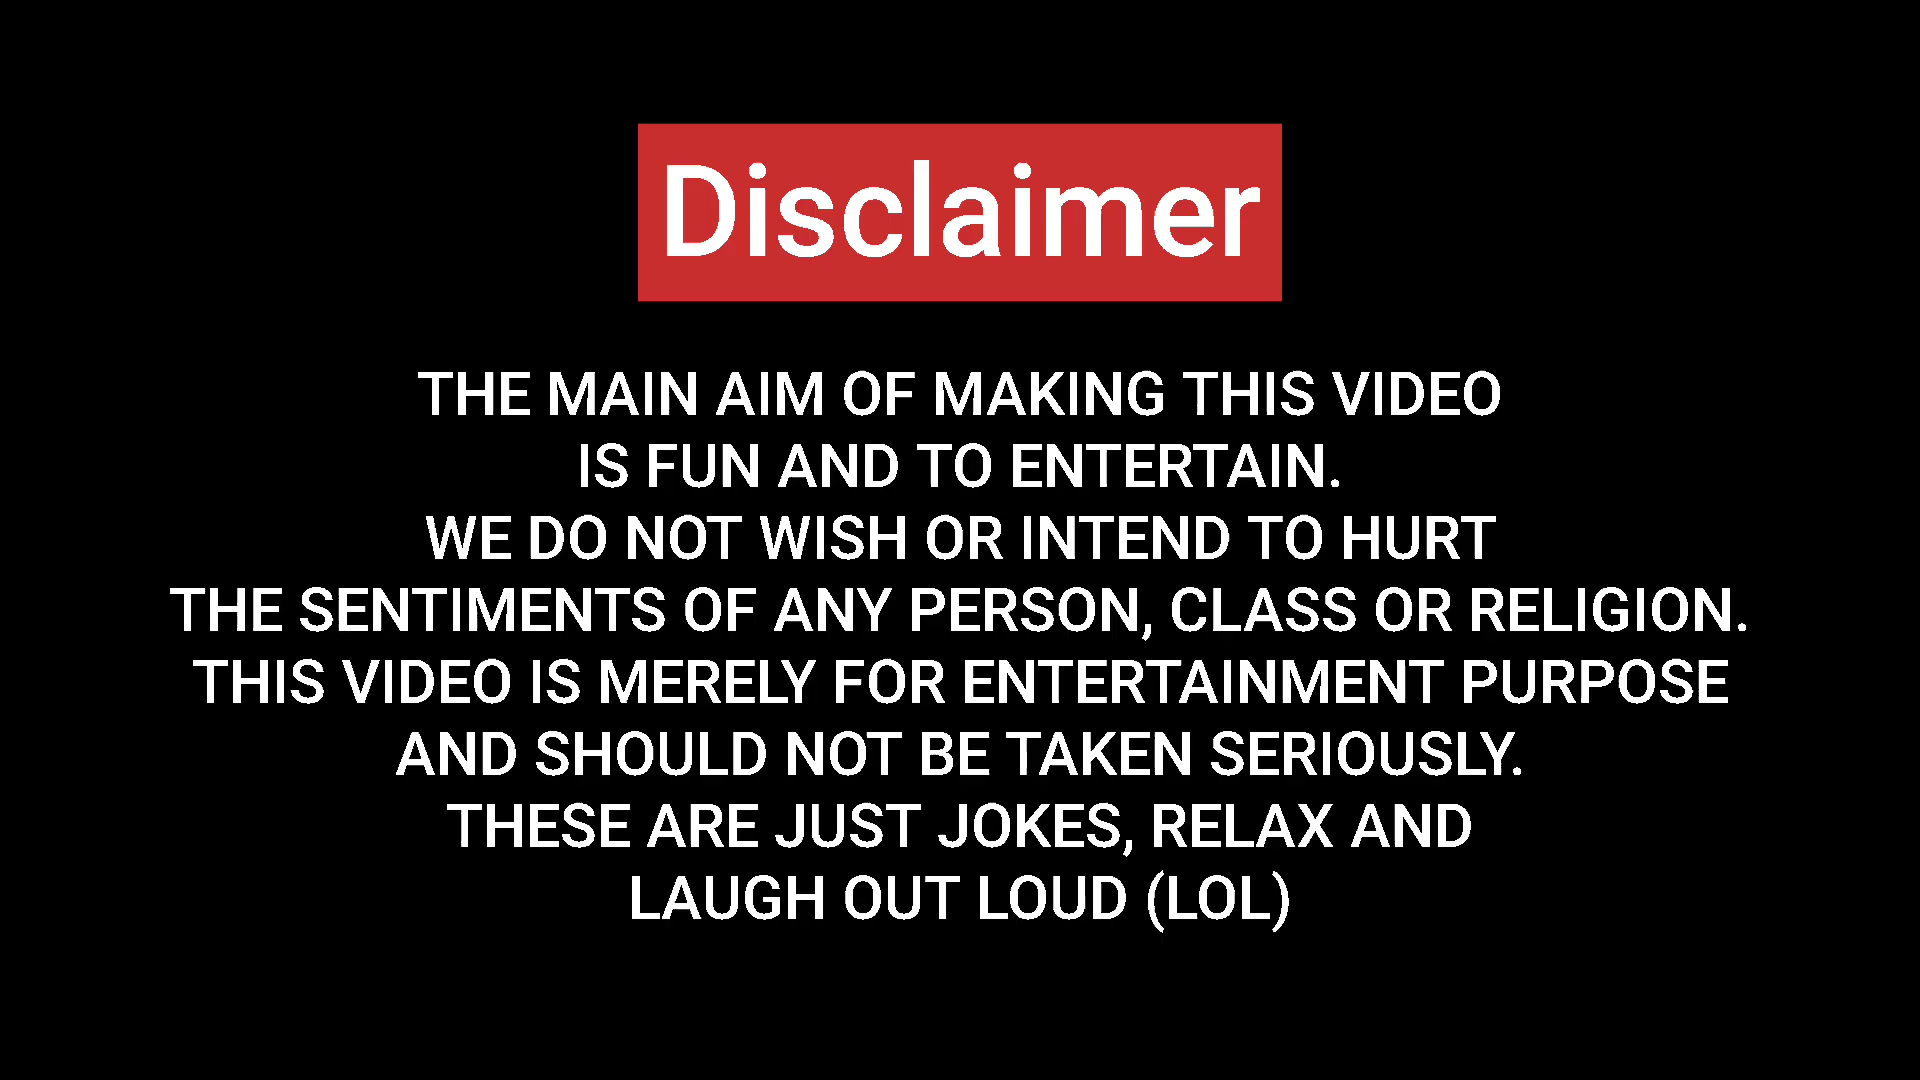 Disclaimer
THE MAIN AIM OF MAKING THIS VIDEO
IS FUN AND TO ENTERTAIN.
WE DO NOT WISH OR INTEND TO HURT
THE SENTIMENTS OF ANY PERSON, CLASS OR RELIGION.
THIS VIDEO IS MERELY FOR ENTERTAINMENT PURPOSE
AND SHOULD NOT BE TAKEN SERIOUSLY.
THESE ARE JUST JOKES, RELAX AND
LAUGH OUT LOUD (LOL)